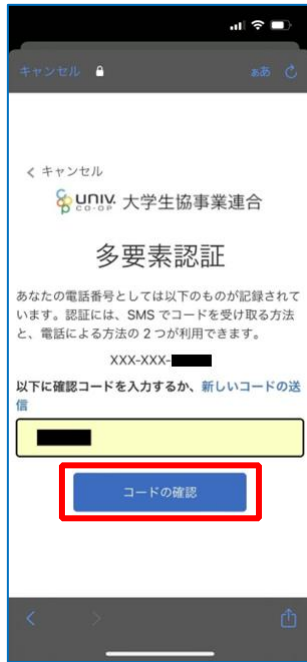 キャンセル ぁあ
< キャンセル
UNIV. CO-OP 大学生協事業連合
多要素認証
あなたの電話番号としては以下のものが記録されて
います。認証には、SMS でコードを受け取る方法
と、電話による方法の 2 つが利用できます。
XXX-XXX-
以下に確認コードを入力するか、新しいコードの送
信
コードの確認